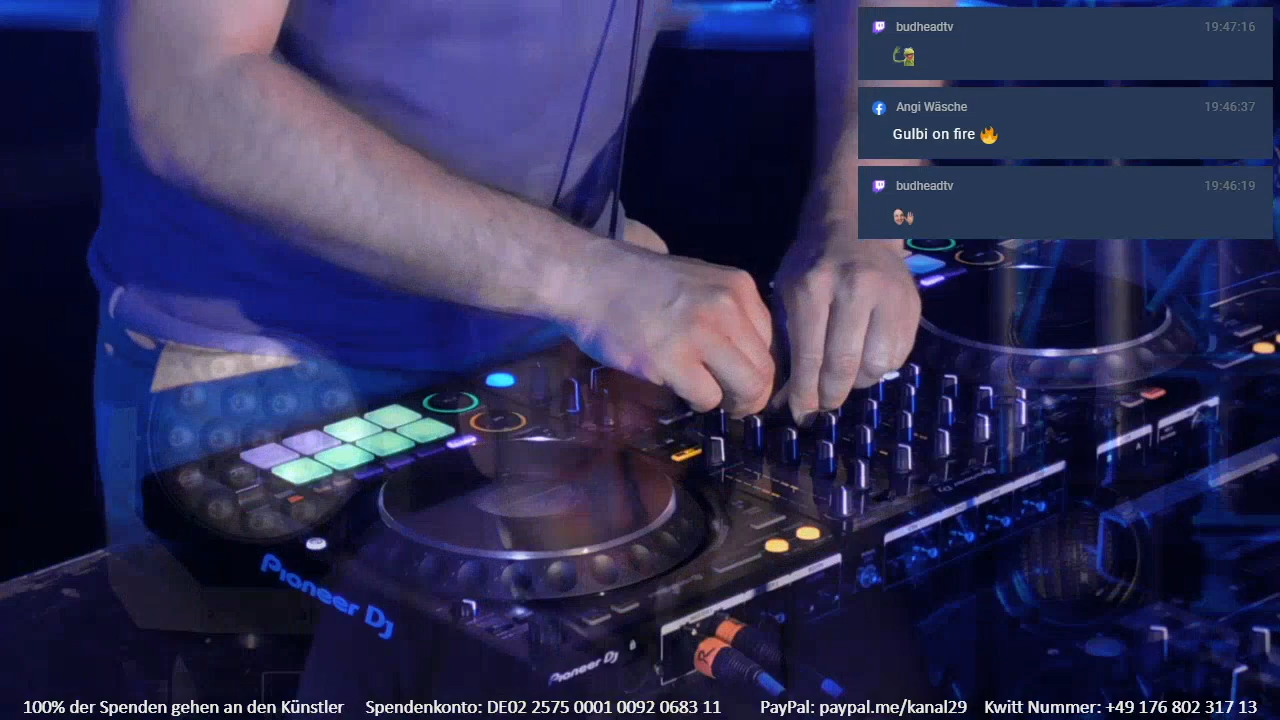 budheadtv 19:47:16
Angi Wäsche 19:46:37
Gulbi on fire 🔥
budheadtv 19:46:19
Pioneer Dj
Pioneer Dj
R
100% der Spenden gehen an den Künstler Spendenkonto: DE02 2575 0001 0092 0683 11 PayPal: paypal.me/kanal29 Kwitt Nummer: +49 176 802 317 13